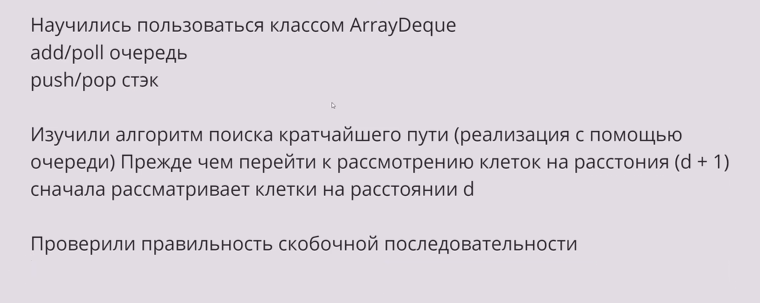 Научились пользоваться классом ArrayDeque
add/poll очередь
push/pop стэк
Изучили алгоритм поиска кратчайшего пути (реализация с помощью
очереди) Прежде чем перейти к рассмотрению клеток на расстония (d + 1)
сначала рассматривает клетки на расстоянии d
Проверили правильность скобочной последовательности